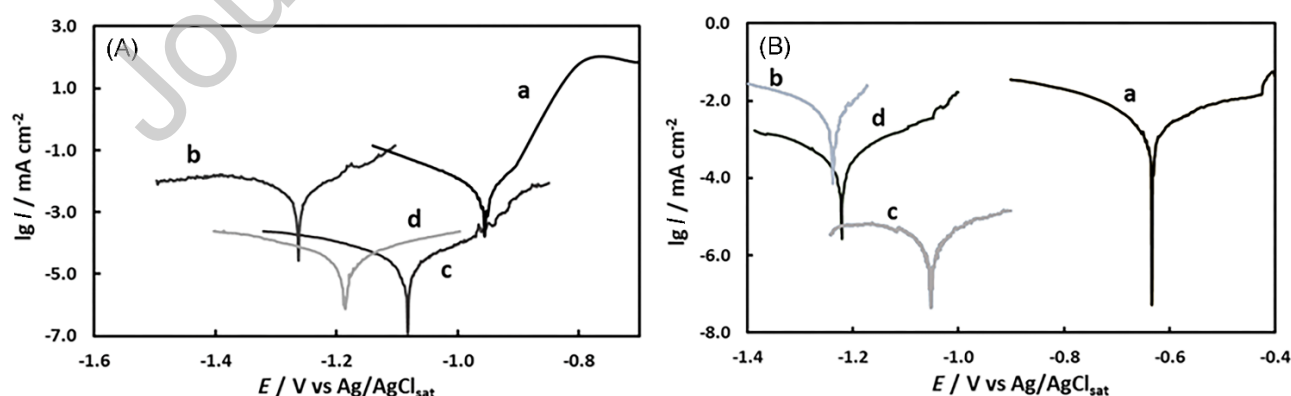 Jou
(A)
3.0
1.0
-1.0
-3.0
-5.0
-7.0
lg I / mA cm-2
a
b
d
c
-1.6 -1.4 -1.2 -1.0 -0.8
E / V vs Ag/AgClsat
(B)
0.0
-2.0
-4.0
-6.0
-8.0
lg I / mA cm-2
b
d
a
c
-1.4 -1.2 -1.0 -0.8 -0.6 -0.4
E / V vs Ag/AgClsat